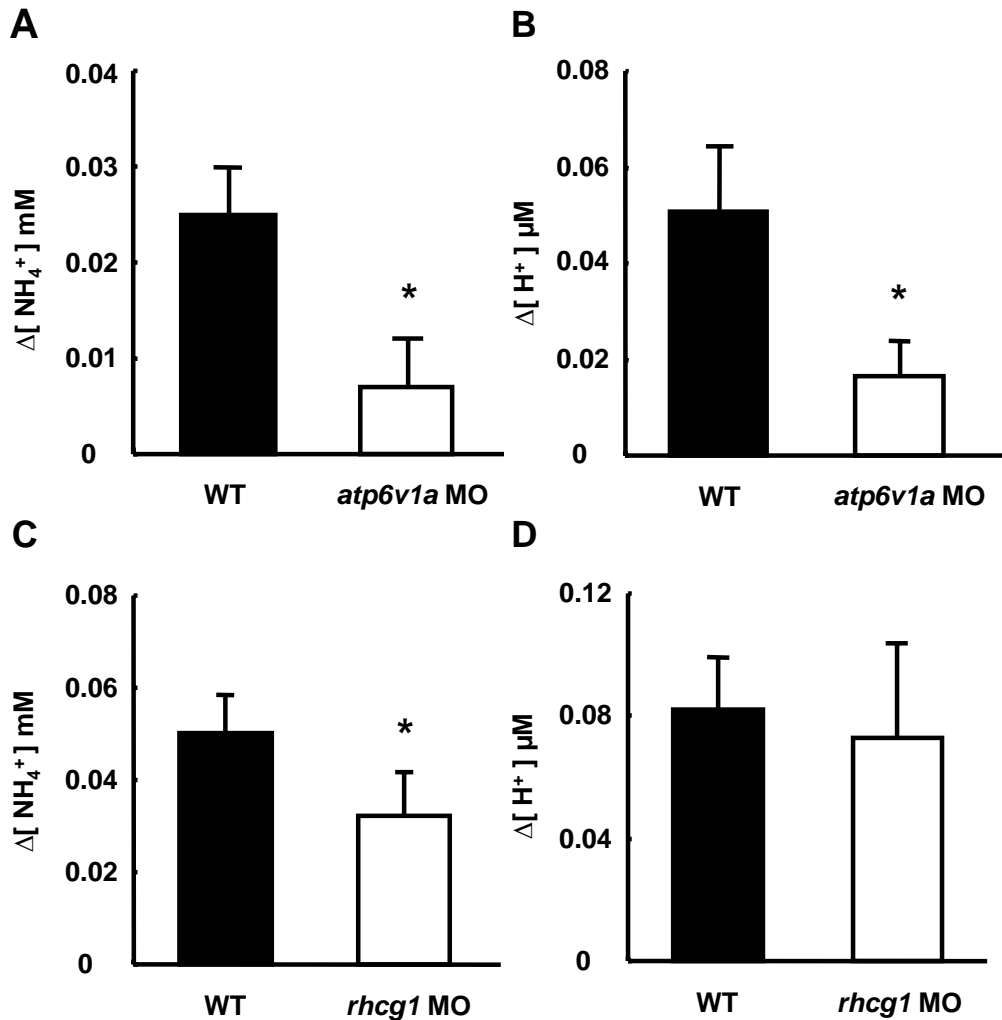 A
0.04
0.03
0.02
0.01
0
Δ[ NH₄⁺ ] mM
*
WT
atp6v1a MO
B
0.08
0.06
0.04
0.02
0
Δ[ H⁺ ] µM
*
WT
atp6v1a MO
C
0.08
0.06
0.04
0.02
0
Δ[ NH₄⁺ ] mM
*
WT
rhcg1 MO
D
0.12
0.08
0.04
0
Δ[ H⁺ ] µM
WT
rhcg1 MO